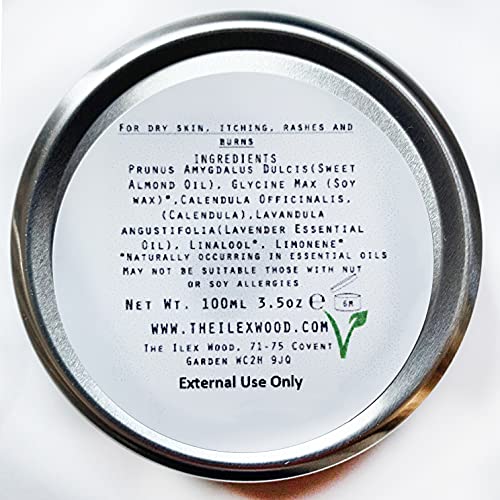 For dry skin, itching, rashes and
burns
Ingredients
Prunus Amygdalus Dulcis(Sweet
Almond Oil), Glycine Max (Soy
wax)*,Calendula Officinalis,
(Calendula),Lavandula
angustifolia(Lavender Essential
Oil), Linalool*, Limonene*
*Naturally occurring in essential oils
May not be suitable those with nut
or soy allergies
Net Wt. 100ml 3.5oz e 6M
www.theilexwood.com
The Ilex Wood, 71-75 Covent
Garden WC2H 9JQ
External Use Only